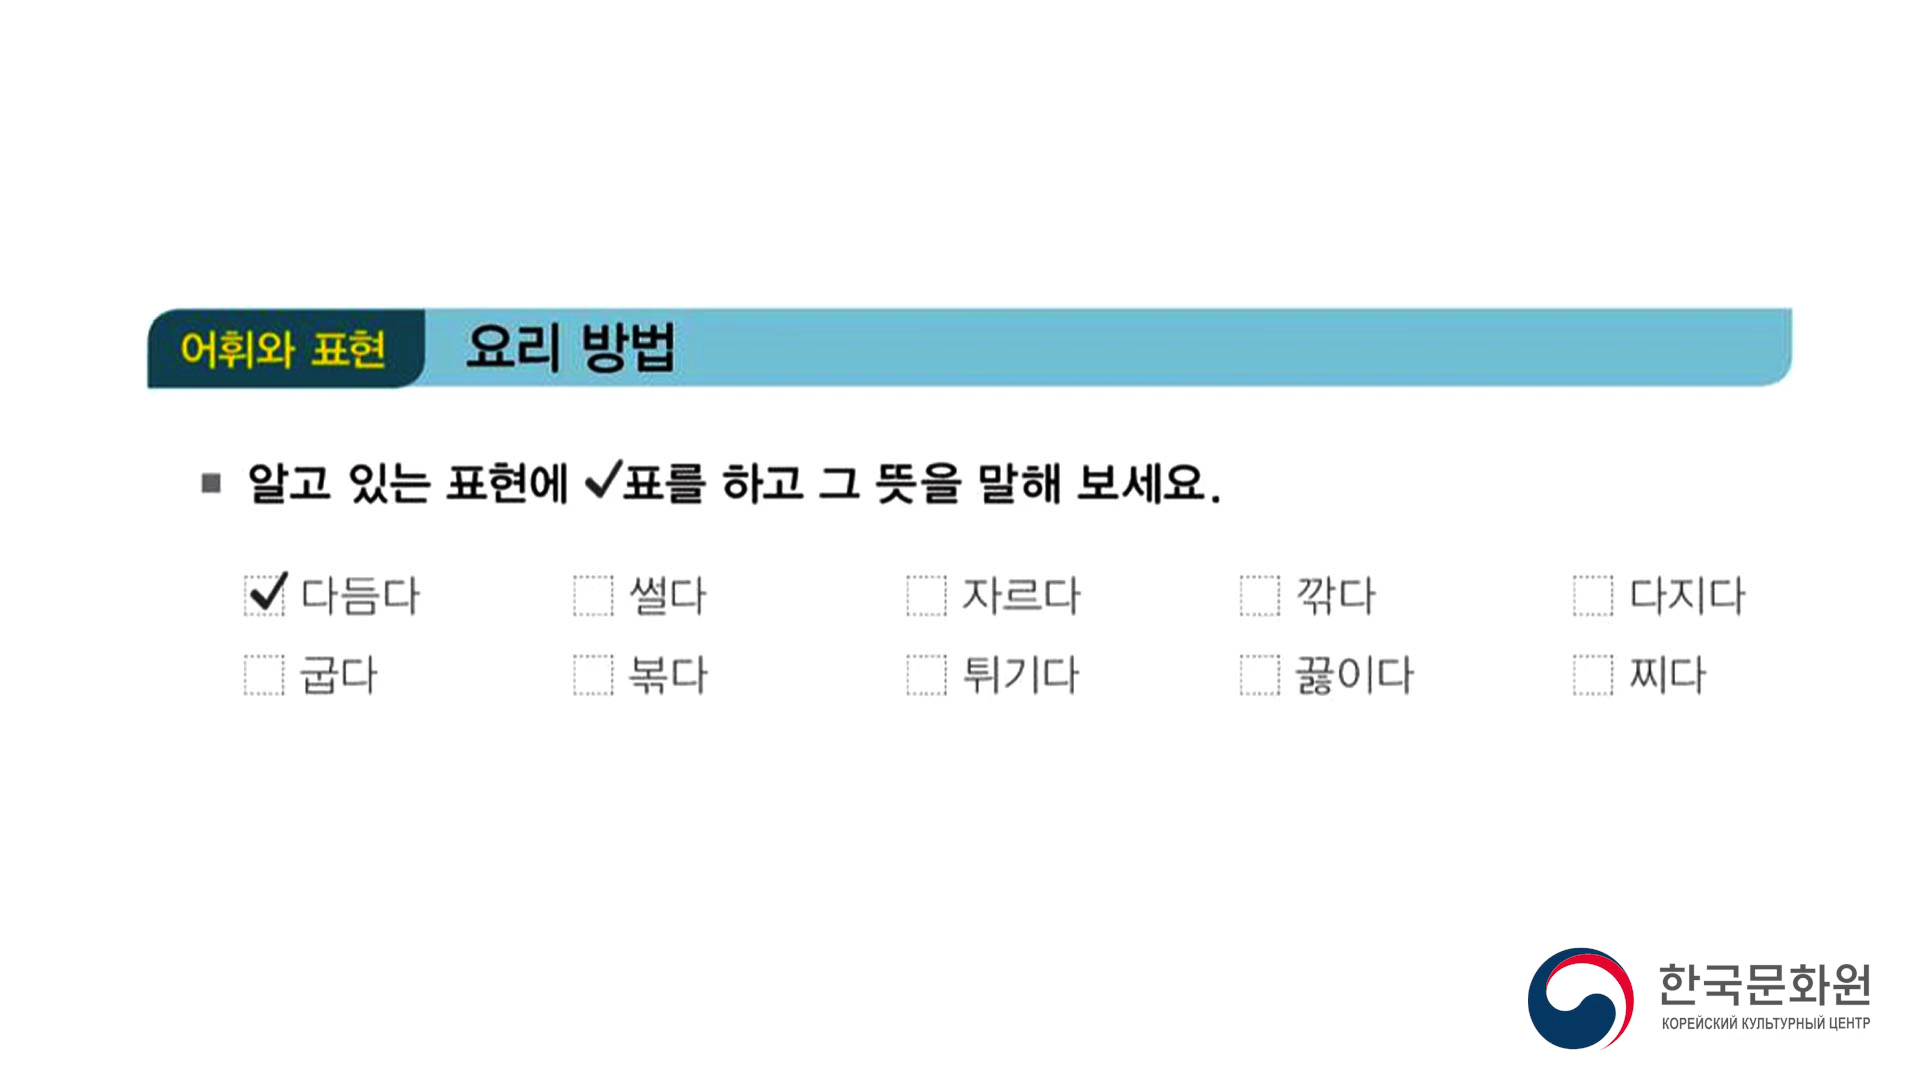 어휘와 표현 요리 방법
■ 알고 있는 표현에 ✓표를 하고 그 뜻을 말해 보세요.
✓ 다듬다 썰다 자르다 깎다 다지다
굽다 볶다 튀기다 끓이다 찌다
한국문화원
КОРЕЙСКИЙ КУЛЬТУРНЫЙ ЦЕНТР